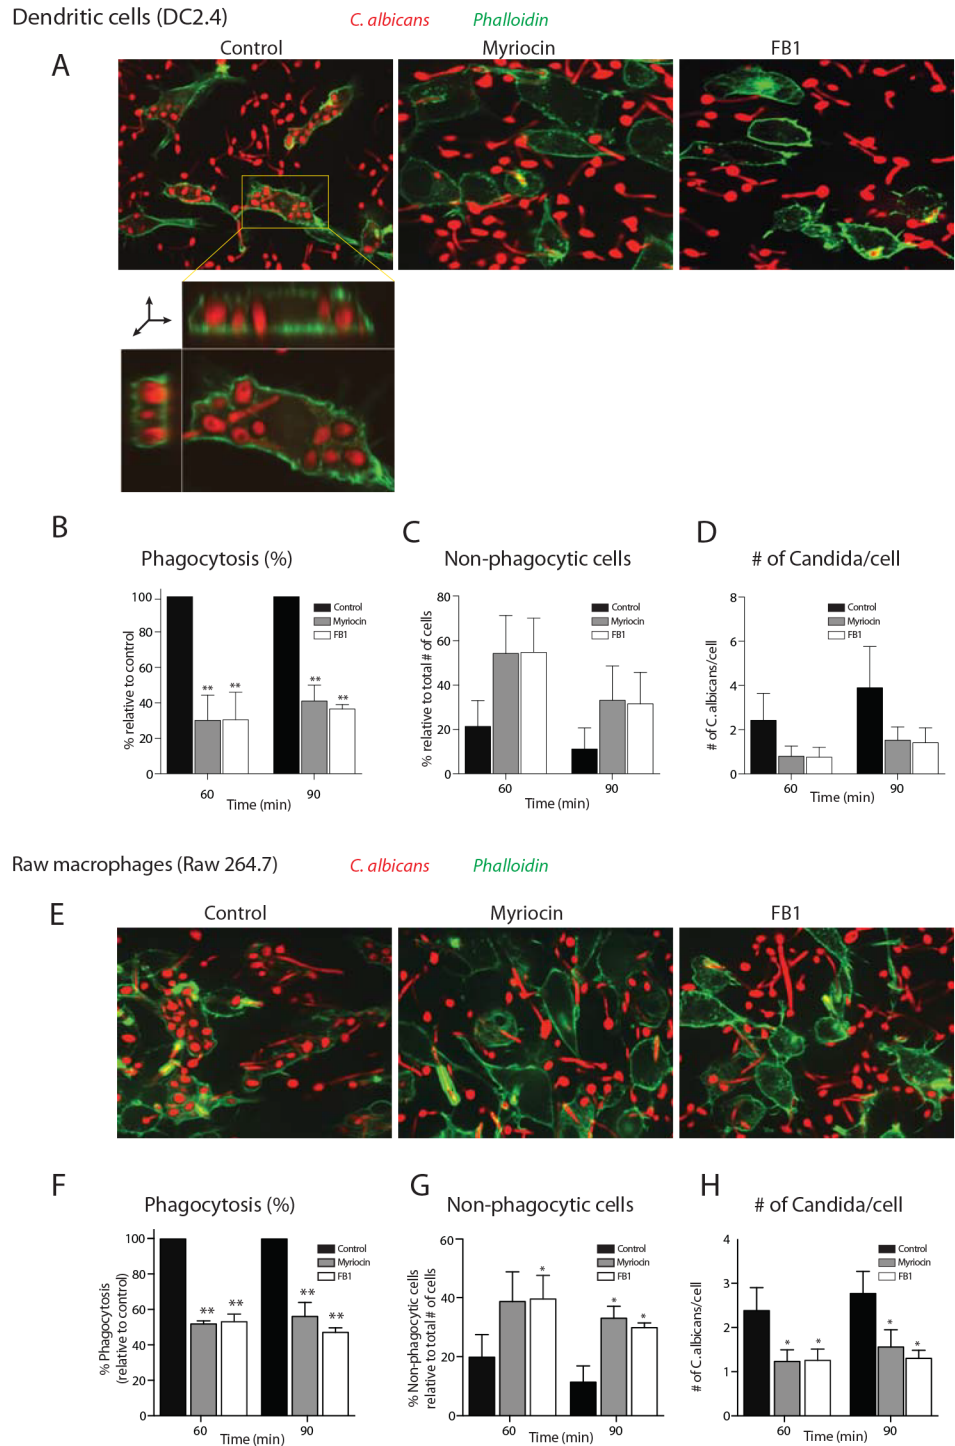 Dendritic cells (DC2.4) C. albicans Phalloidin
Control Myriocin FB1
A
B C D
Phagocytosis (%) Non-phagocytic cells # of Candida/cell
% relative to control
100
80
60
40
20
0
Control
Myriocin
FB1
** ** ** **
60 90
Time (min)
% relative to total # of cells
80
60
40
20
0
Control
Myriocin
FB1
60 90
Time (min)
# of C. albicans/cell
8
6
4
2
0
Control
Myriocin
FB1
60 90
Time (min)
Raw macrophages (Raw 264.7) C. albicans Phalloidin
E
Control Myriocin FB1
F G H
Phagocytosis (%) Non-phagocytic cells # of Candida/cell
% Phagocytosis
(relative to control)
100
80
60
40
20
0
Control
Myriocin
FB1
** ** ** **
60 90
Time (min)
% Non-phagocytic cells
relative to total # of cells
60
40
20
0
Control
Myriocin
FB1
* * *
60 90
Time (min)
# of C. albicans/cell
4
3
2
1
0
Control
Myriocin
FB1
* * * *
60 90
Time (min)